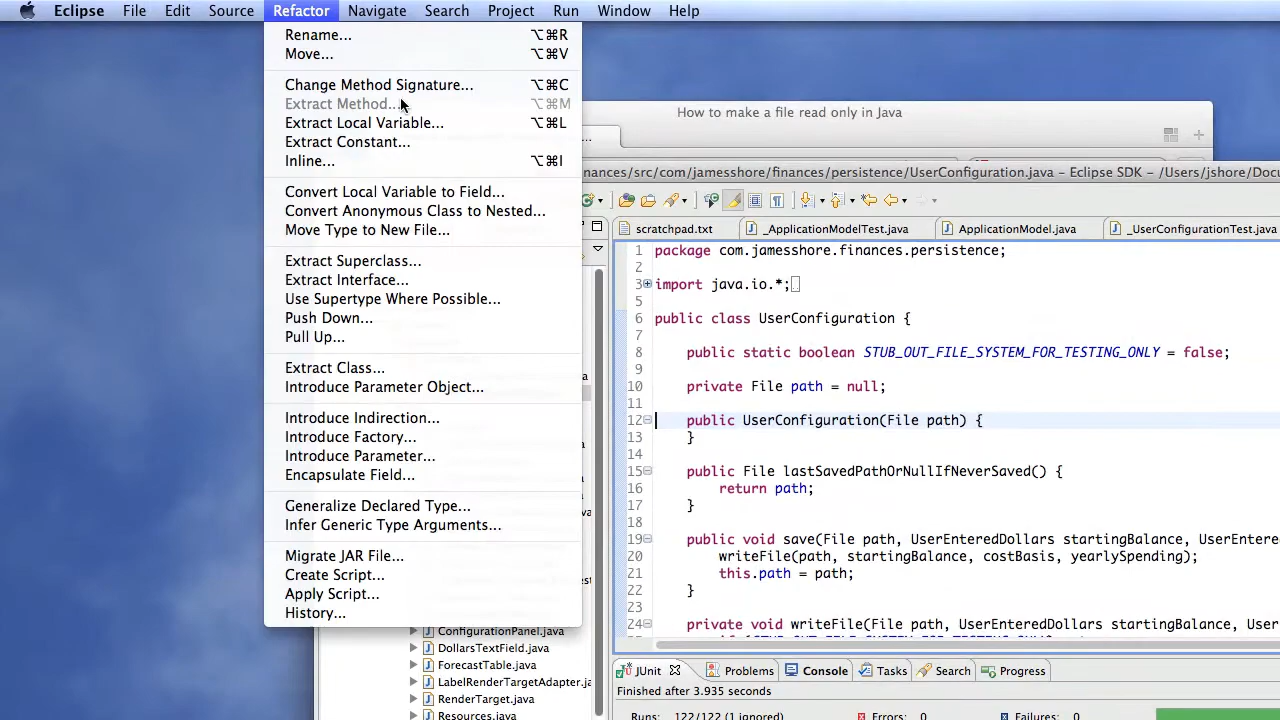 Eclipse File Edit Source Refactor Navigate Search Project Run Window Help
Rename... ⌥⌘R
Move... ⌥⌘V
Change Method Signature... ⌥⌘C
Extract Method... ⌥⌘M
Extract Local Variable... ⌥⌘L
Extract Constant...
Inline... ⌥⌘I
Convert Local Variable to Field...
Convert Anonymous Class to Nested...
Move Type to New File...
Extract Superclass...
Extract Interface...
Use Supertype Where Possible...
Push Down...
Pull Up...
Extract Class...
Introduce Parameter Object...
Introduce Indirection...
Introduce Factory...
Introduce Parameter...
Encapsulate Field...
Generalize Declared Type...
Infer Generic Type Arguments...
Migrate JAR File...
Create Script...
Apply Script...
History...
ConfigurationPanel.java
DollarsTextField.java
ForecastTable.java
LabelRenderTargetAdapter.ja
RenderTarget.java
Resources.java
How to make a file read only in Java
nances/src/com/jamesshore/finances/persistence/UserConfiguration.java - Eclipse SDK - /Users/jshore/Docu
scratchpad.txt _ApplicationModelTest.java ApplicationModel.java _UserConfigurationTest.java
1 package com.jamesshore.finances.persistence;
2
3 import java.io.*;
5
6 public class UserConfiguration {
7
8 public static boolean STUB_OUT_FILE_SYSTEM_FOR_TESTING_ONLY = false;
9
10 private File path = null;
11
12 public UserConfiguration(File path) {
13 }
14
15 public File lastSavedPathOrNullIfNeverSaved() {
16 return path;
17 }
18
19 public void save(File path, UserEnteredDollars startingBalance, UserEntere
20 writeFile(path, startingBalance, costBasis, yearlySpending);
21 this.path = path;
22 }
23
24 private void writeFile(File path, UserEnteredDollars startingBalance, User
JUnit Problems Console Tasks Search Progress
Finished after 3.935 seconds
Runs: 122/122 (1 ignored) Errors: 0 Failures: 0